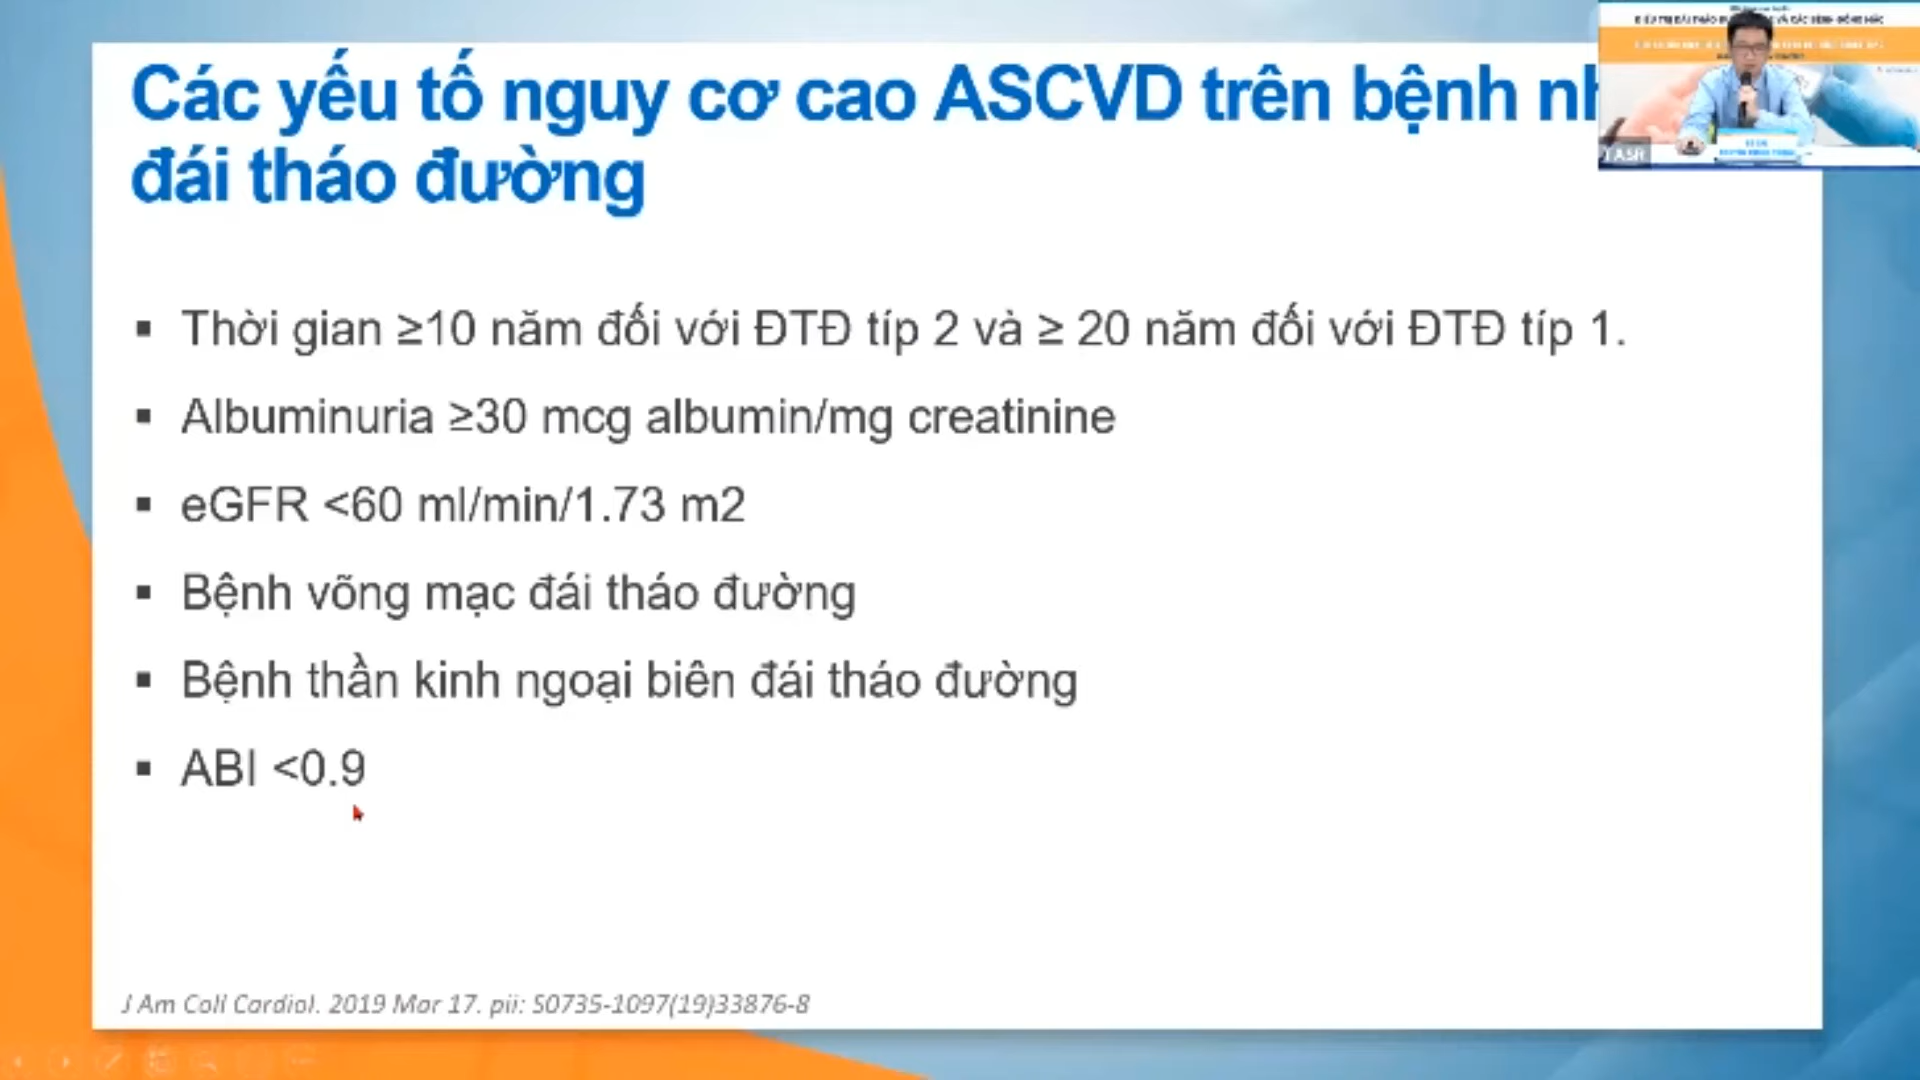 Các yếu tố nguy cơ cao ASCVD trên bệnh
đái tháo đường
▪ Thời gian ≥10 năm đối với ĐTĐ típ 2 và ≥ 20 năm đối với ĐTĐ típ 1.
▪ Albuminuria ≥30 mcg albumin/mg creatinine
▪ eGFR <60 ml/min/1.73 m2
▪ Bệnh võng mạc đái tháo đường
▪ Bệnh thần kinh ngoại biên đái tháo đường
▪ ABI <0.9
J Am Coll Cardiol. 2019 Mar 17. pii: S0735-1097(19)33876-8